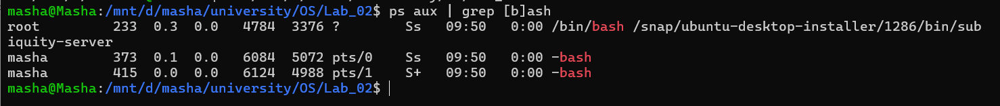 masha@Masha:/mnt/d/masha/university/OS/Lab_02$ ps aux | grep [b]ash
root         233  0.3  0.0   4784  3376 ?        Ss   09:50   0:00 /bin/bash /snap/ubuntu-desktop-installer/1286/bin/sub
iquity-server
masha        373  0.1  0.0   6084  5072 pts/0    Ss   09:50   0:00 -bash
masha        415  0.0  0.0   6124  4988 pts/1    S+   09:50   0:00 -bash
masha@Masha:/mnt/d/masha/university/OS/Lab_02$